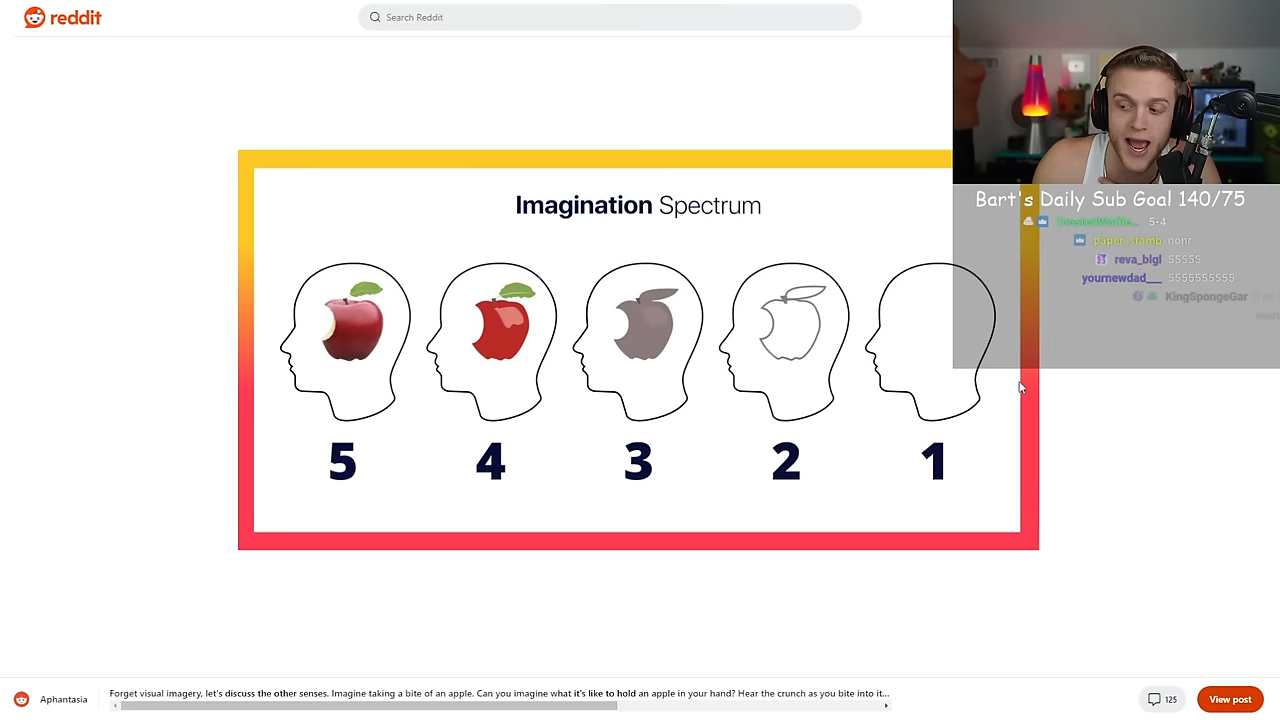 reddit
Search Reddit
Imagination Spectrum
5 4 3 2 1
Bart's Daily Sub Goal 140/75
5-4
paper_stamp nonr
reva_blgl 55555
yournewdad___ 5555555555
KingSpongeGar
Aphantasia
Forget visual imagery, let's discuss the other senses. Imagine taking a bite of an apple. Can you imagine what it's like to hold an apple in your hand? Hear the crunch as you bite into it...
125
View post